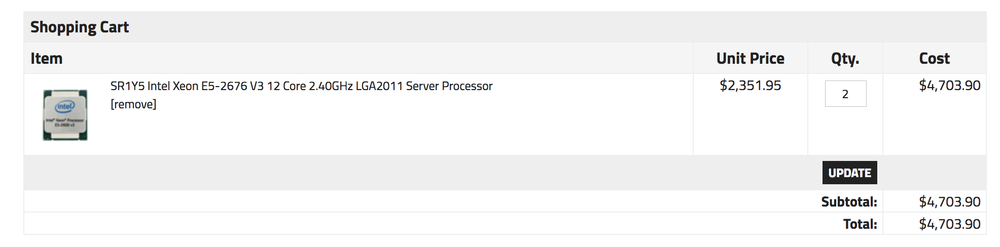 Shopping Cart
Item Unit Price Qty. Cost
SR1Y5 Intel Xeon E5-2676 V3 12 Core 2.40GHz LGA2011 Server Processor $2,351.95 2 $4,703.90
[remove]
intel
Intel® Xeon® Processor
E5-2600 v3
UPDATE
Subtotal: $4,703.90
Total: $4,703.90